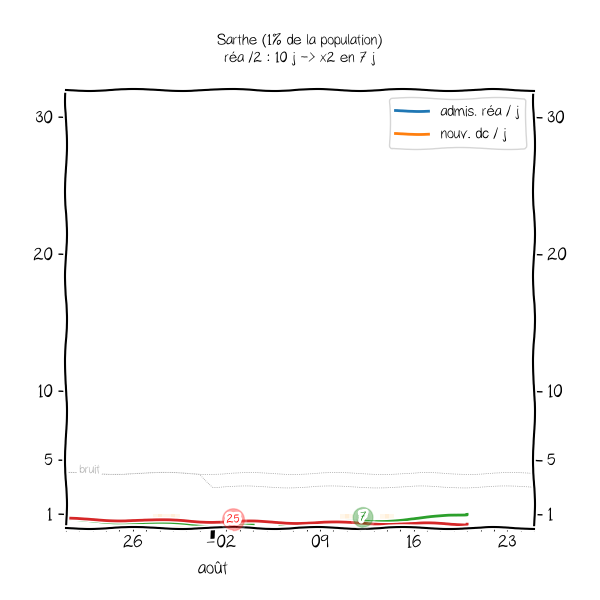 Sarthe (1% de la population)
réa /2 : 10 j -> x2 en 7 j
admis. réa / j
nouv. dc / j
30
30
20
20
10
10
5
5
bruit
1
1
25
7
26
02
09
16
23
août